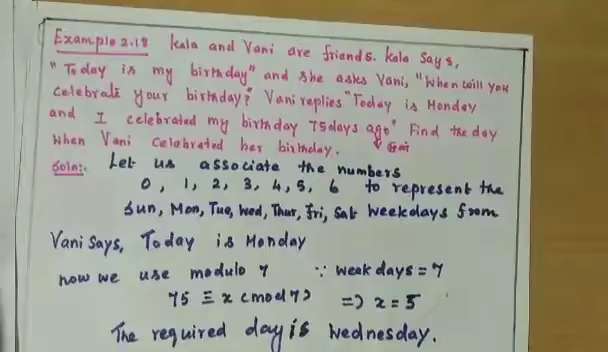 Example 2.18 Kala and Vani are friends. Kala says,
"Today is my birthday" and she asks Vani, "When will you
celebrate your birthday? Vani replies "Today is Monday
and I celebrated my birthday 75 days ago" Find the day
when Vani celebrated her birthday.
Soln:. Let us associate the numbers
0, 1, 2, 3, 4, 5, 6 to represent the
Sun, Mon, Tue, Wed, Thur, Fri, Sat weekdays from
Vani says, Today is Monday
now we use modulo 7 ∵ week days = 7
75 ≡ x (mod 7) => x = 5
The required day is Wednesday.